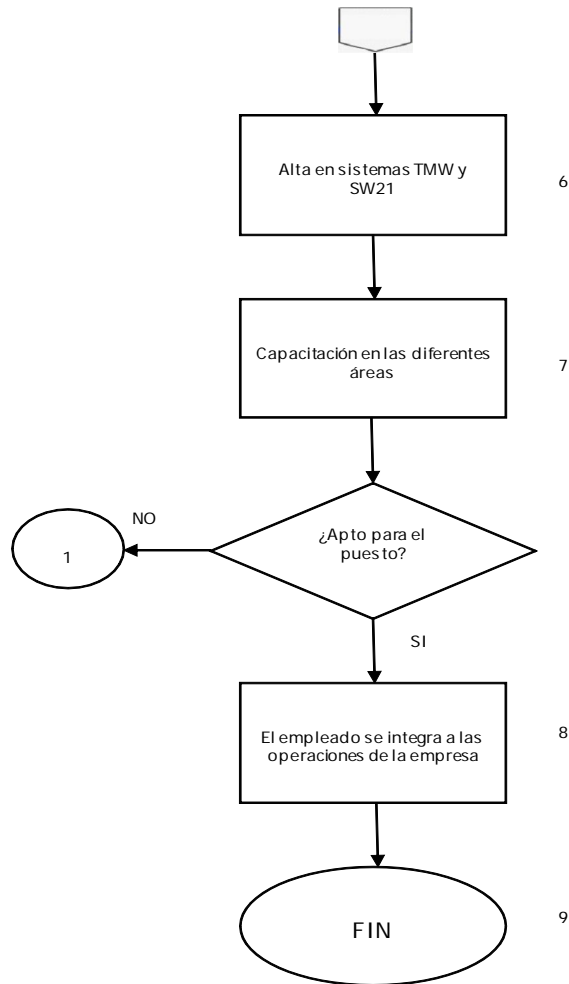 Alta en sistemas TMW y
SW21
6
Capacitación en las diferentes
áreas
7
¿Apto para el
puesto?
NO
1
SI
El empleado se integra a las
operaciones de la empresa
8
FIN
9